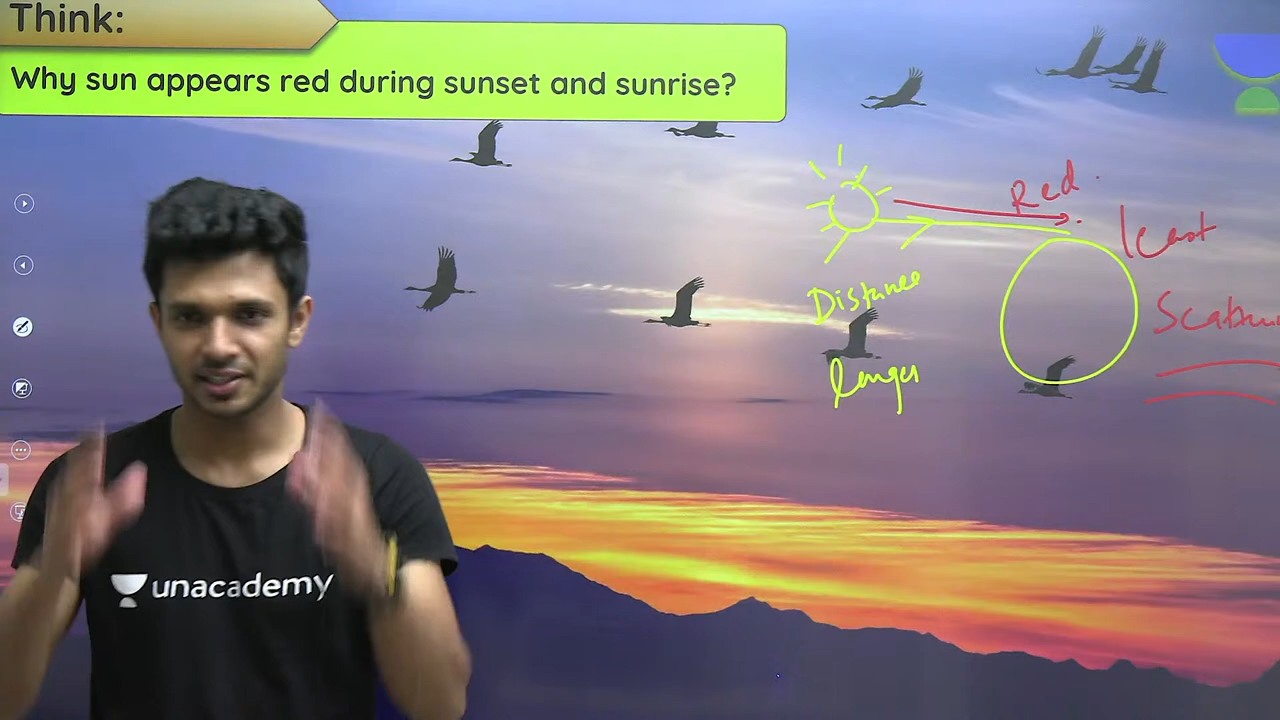 Think:
Why sun appears red during sunset and sunrise?
Red.
least
Distance
longer
unacademy